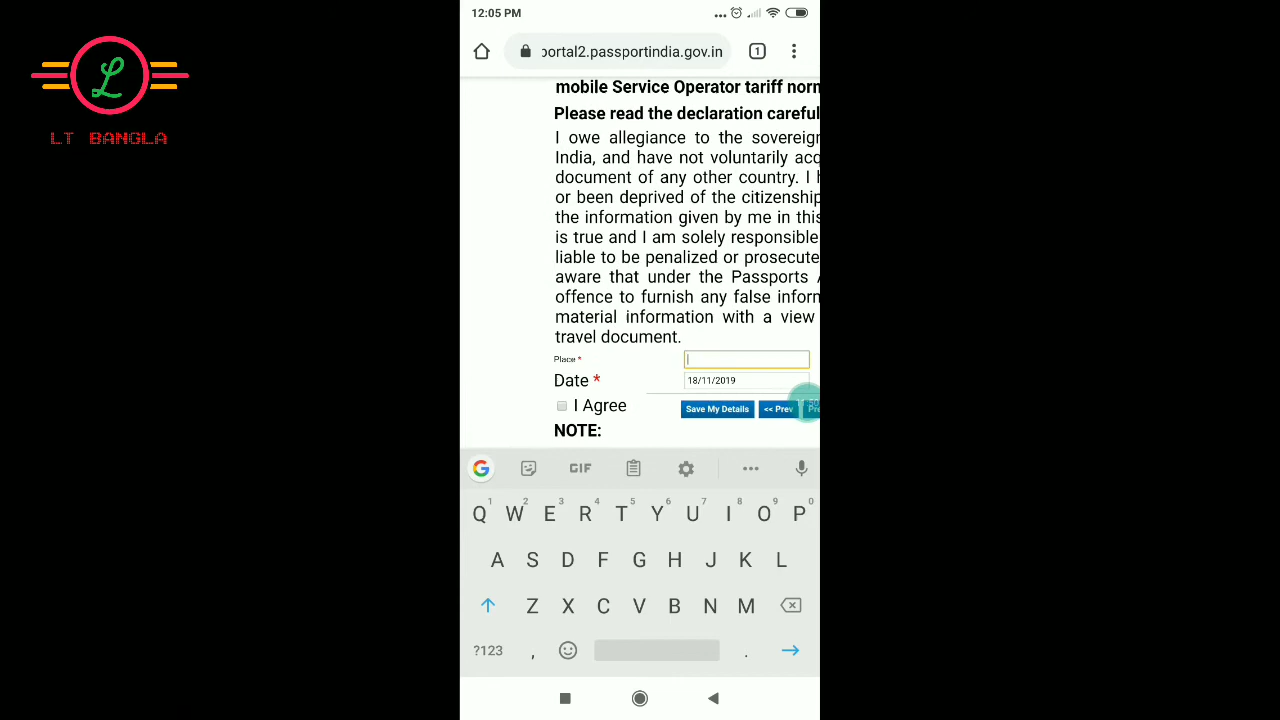 12:05 PM
L
LT BANGLA
portal2.passportindia.gov.in
1
mobile Service Operator tariff norn
Please read the declaration careful
I owe allegiance to the sovereign
India, and have not voluntarily acq
document of any other country. I h
or been deprived of the citizenship
the information given by me in this
is true and I am solely responsible
liable to be penalized or prosecute
aware that under the Passports A
offence to furnish any false inforn
material information with a view
travel document.
Place *
Date * 18/11/2019
I Agree Save My Details << Prev Pre
NOTE:
G GIF
Q 1 W 2 E 3 R 4 T 5 Y 6 U 7 I 8 O 9 P 0
A S D F G H J K L
Z X C V B N M
?123 , .